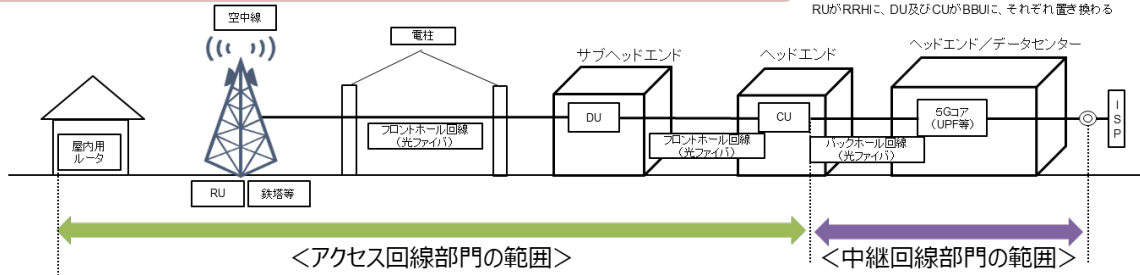 RUがRRHに、DU及びCUがBBUに、それぞれ置き換わる
空中線
電柱
サブヘッドエンド
ヘッドエンド
ヘッドエンド／データセンター
屋内用
ルータ
RU
鉄塔等
フロントホール回線
（光ファイバ）
DU
フロントホール回線
（光ファイバ）
CU
バックホール回線
（光ファイバ）
5Gコア
（UPF等）
ISP
＜アクセス回線部門の範囲＞
＜中継回線部門の範囲＞